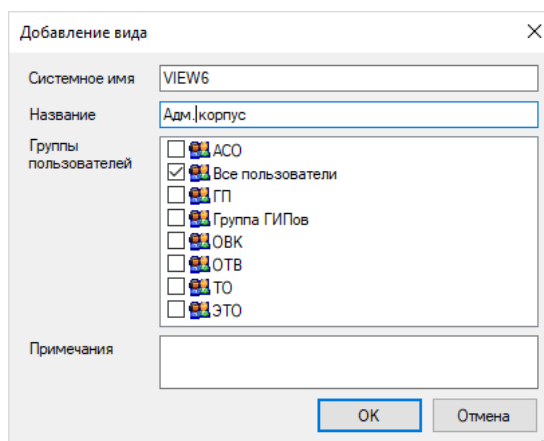 Добавление вида
Системное имя VIEW6
Название Адм. корпус
Группы
пользователей
АСО
Все пользователи
ГП
Группа ГИПов
ОВК
ОТВ
ТО
ЭТО
Примечания
OK Отмена